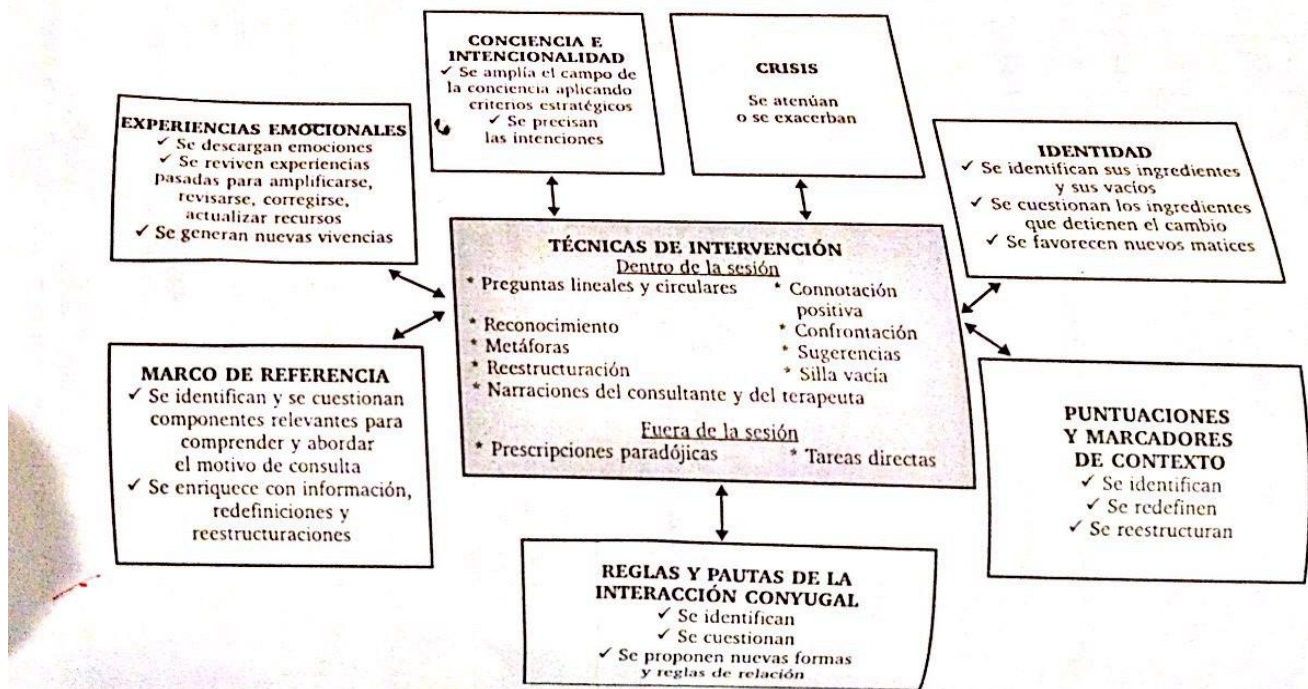 CONCIENCIA E
INTENCIONALIDAD
✓ Se amplía el campo de
la conciencia aplicando
criterios estratégicos
✓ Se precisan
las intenciones
CRISIS
Se atenúan
o se exacerban
EXPERIENCIAS EMOCIONALES
✓ Se descargan emociones
✓ Se reviven experiencias
pasadas para amplificarse,
revisarse, corregirse,
actualizar recursos
✓ Se generan nuevas vivencias
IDENTIDAD
✓ Se identifican sus ingredientes
y sus vacíos
✓ Se cuestionan los ingredientes
que detienen el cambio
✓ Se favorecen nuevos matices
TÉCNICAS DE INTERVENCIÓN
Dentro de la sesión
* Preguntas lineales y circulares
* Connotación
positiva
* Reconocimiento
* Confrontación
* Metáforas
* Sugerencias
* Reestructuración
* Silla vacía
* Narraciones del consultante y del terapeuta
Fuera de la sesión
* Prescripciones paradójicas
* Tareas directas
MARCO DE REFERENCIA
✓ Se identifican y se cuestionan
componentes relevantes para
comprender y abordar
el motivo de consulta
✓ Se enriquece con información,
redefiniciones y
reestructuraciones
PUNTUACIONES
Y MARCADORES
DE CONTEXTO
✓ Se identifican
✓ Se redefinen
✓ Se reestructuran
REGLAS Y PAUTAS DE LA
INTERACCIÓN CONYUGAL
✓ Se identifican
✓ Se cuestionan
✓ Se proponen nuevas formas
y reglas de relación